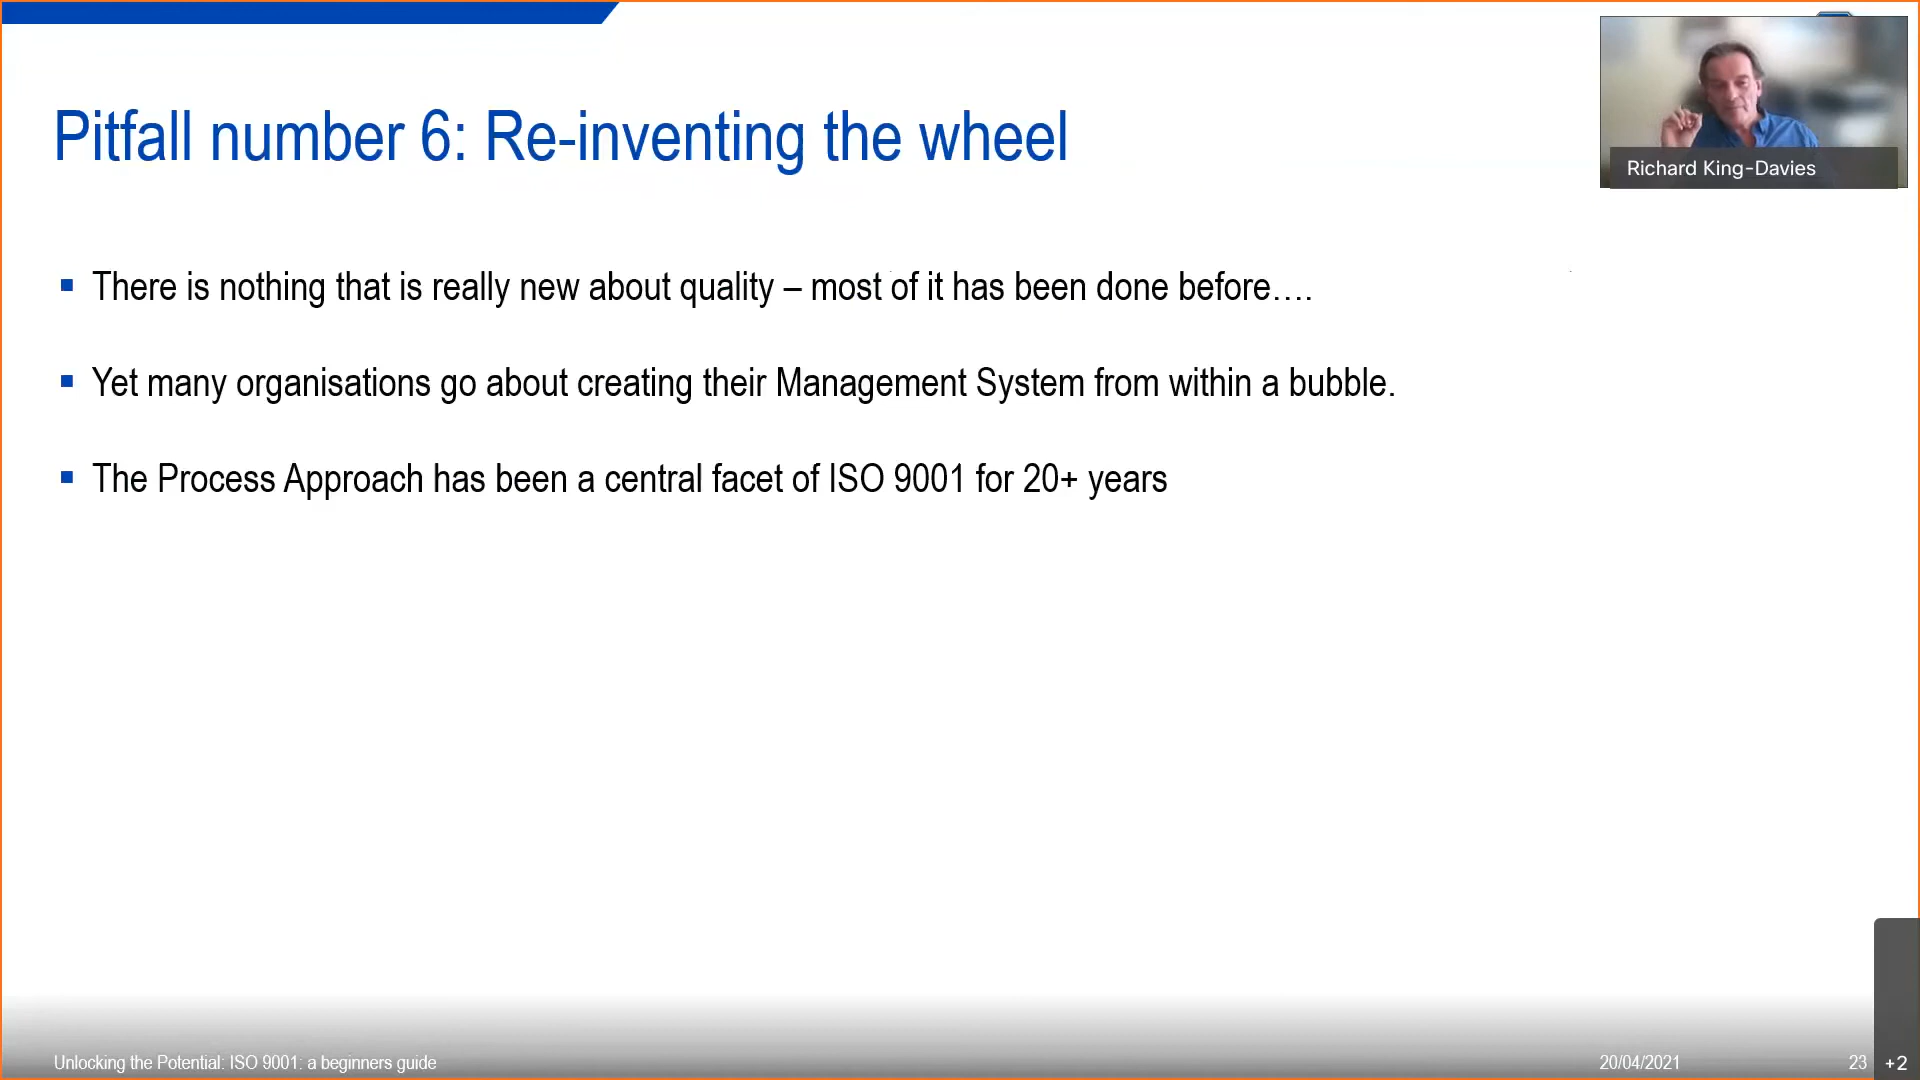 Pitfall number 6: Re-inventing the wheel
Richard King-Davies
There is nothing that is really new about quality – most of it has been done before….
Yet many organisations go about creating their Management System from within a bubble.
The Process Approach has been a central facet of ISO 9001 for 20+ years
Unlocking the Potential: ISO 9001: a beginners guide
20/04/2021
23
+2